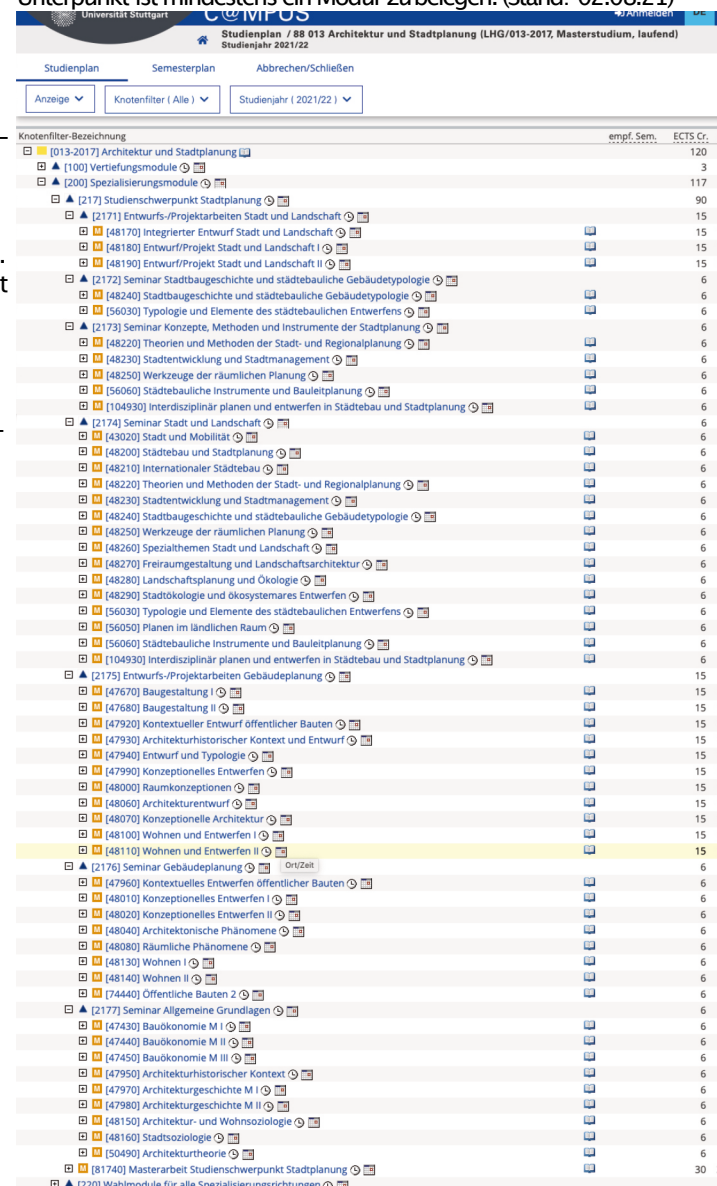 Unterpunkt ist mindestens ein Modul zu belegen. (Stand: 02.08.21)
Universität Stuttgart C@MPUS Anmelden DE
Studienplan / 88 013 Architektur und Stadtplanung (LHG/013-2017, Masterstudium, laufend)
Studienjahr 2021/22
Studienplan Semesterplan Abbrechen/Schließen
Anzeige Knotenfilter ( Alle ) Studienjahr ( 2021/22 )
Knotenfilter-Bezeichnung empf. Sem. ECTS Cr.
[013-2017] Architektur und Stadtplanung 120
[100] Vertiefungsmodule 3
[200] Spezialisierungsmodule 117
[217] Studienschwerpunkt Stadtplanung 90
[2171] Entwurfs-/Projektarbeiten Stadt und Landschaft 15
M [48170] Integrierter Entwurf Stadt und Landschaft 15
M [48180] Entwurf/Projekt Stadt und Landschaft I 15
. M [48190] Entwurf/Projekt Stadt und Landschaft II 15
t [2172] Seminar Stadtbaugeschichte und städtebauliche Gebäudetypologie 6
M [48240] Stadtbaugeschichte und städtebauliche Gebäudetypologie 6
M [56030] Typologie und Elemente des städtebaulichen Entwerfens 6
[2173] Seminar Konzepte, Methoden und Instrumente der Stadtplanung 6
M [48220] Theorien und Methoden der Stadt- und Regionalplanung 6
M [48230] Stadtentwicklung und Stadtmanagement 6
M [48250] Werkzeuge der räumlichen Planung 6
M [56060] Städtebauliche Instrumente und Bauleitplanung 6
M [104930] Interdisziplinär planen und entwerfen in Städtebau und Stadtplanung 6
[2174] Seminar Stadt und Landschaft 6
M [43020] Stadt und Mobilität 6
M [48200] Städtebau und Stadtplanung 6
M [48210] Internationaler Städtebau 6
M [48220] Theorien und Methoden der Stadt- und Regionalplanung 6
M [48230] Stadtentwicklung und Stadtmanagement 6
M [48240] Stadtbaugeschichte und städtebauliche Gebäudetypologie 6
M [48250] Werkzeuge der räumlichen Planung 6
M [48260] Spezialthemen Stadt und Landschaft 6
M [48270] Freiraumgestaltung und Landschaftsarchitektur 6
M [48280] Landschaftsplanung und Ökologie 6
M [48290] Stadtökologie und ökosystemares Entwerfen 6
M [56030] Typologie und Elemente des städtebaulichen Entwerfens 6
M [56050] Planen im ländlichen Raum 6
M [56060] Städtebauliche Instrumente und Bauleitplanung 6
M [104930] Interdisziplinär planen und entwerfen in Städtebau und Stadtplanung 6
[2175] Entwurfs-/Projektarbeiten Gebäudeplanung 15
M [47670] Baugestaltung I 15
M [47680] Baugestaltung II 15
M [47920] Kontextueller Entwurf öffentlicher Bauten 15
M [47930] Architekturhistorischer Kontext und Entwurf 15
M [47940] Entwurf und Typologie 15
M [47990] Konzeptionelles Entwerfen 15
M [48000] Raumkonzeptionen 15
M [48060] Architekturentwurf 15
M [48070] Konzeptionelle Architektur 15
M [48100] Wohnen und Entwerfen I 15
M [48110] Wohnen und Entwerfen II 15
[2176] Seminar Gebäudeplanung Ort/Zeit 6
M [47960] Kontextuelles Entwerfen öffentlicher Bauten 6
M [48010] Konzeptionelles Entwerfen I 6
M [48020] Konzeptionelles Entwerfen II 6
M [48040] Architektonische Phänomene 6
M [48080] Räumliche Phänomene 6
M [48130] Wohnen I 6
M [48140] Wohnen II 6
M [74440] Öffentliche Bauten 2 6
[2177] Seminar Allgemeine Grundlagen 6
M [47430] Bauökonomie M I 6
M [47440] Bauökonomie M II 6
M [47450] Bauökonomie M III 6
M [47950] Architekturhistorischer Kontext 6
M [47970] Architekturgeschichte M I 6
M [47980] Architekturgeschichte M II 6
M [48150] Architektur- und Wohnsoziologie 6
M [48160] Stadtsoziologie 6
M [50490] Architekturtheorie 6
M [81740] Masterarbeit Studienschwerpunkt Stadtplanung 30
[220] Wahlmodule für alle Spezialisierungsrichtungen